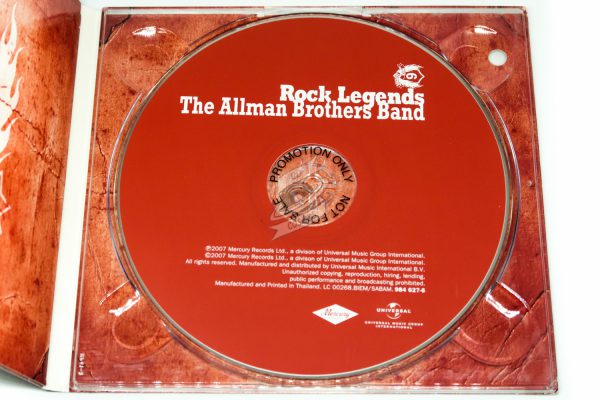 Rock Legends
The Allman Brothers Band
PROMOTION ONLY
NOT FOR SALE
℗2007 Mercury Records Ltd., a divison of Universal Music Group International.
©2007 Mercury Records Ltd., a divison of Universal Music Group International.
All rights reserved. Manufactured and distributed by Universal International B.V.
Unauthorized copying, reproduction, hiring, lending,
public performance and broadcasting prohibited.
Manufactured and Printed in Thailand. LC 00268.BIEM/SABAM. 984 627-5
Mercury
UNIVERSAL
UNIVERSAL MUSIC GROUP
INTERNATIONAL